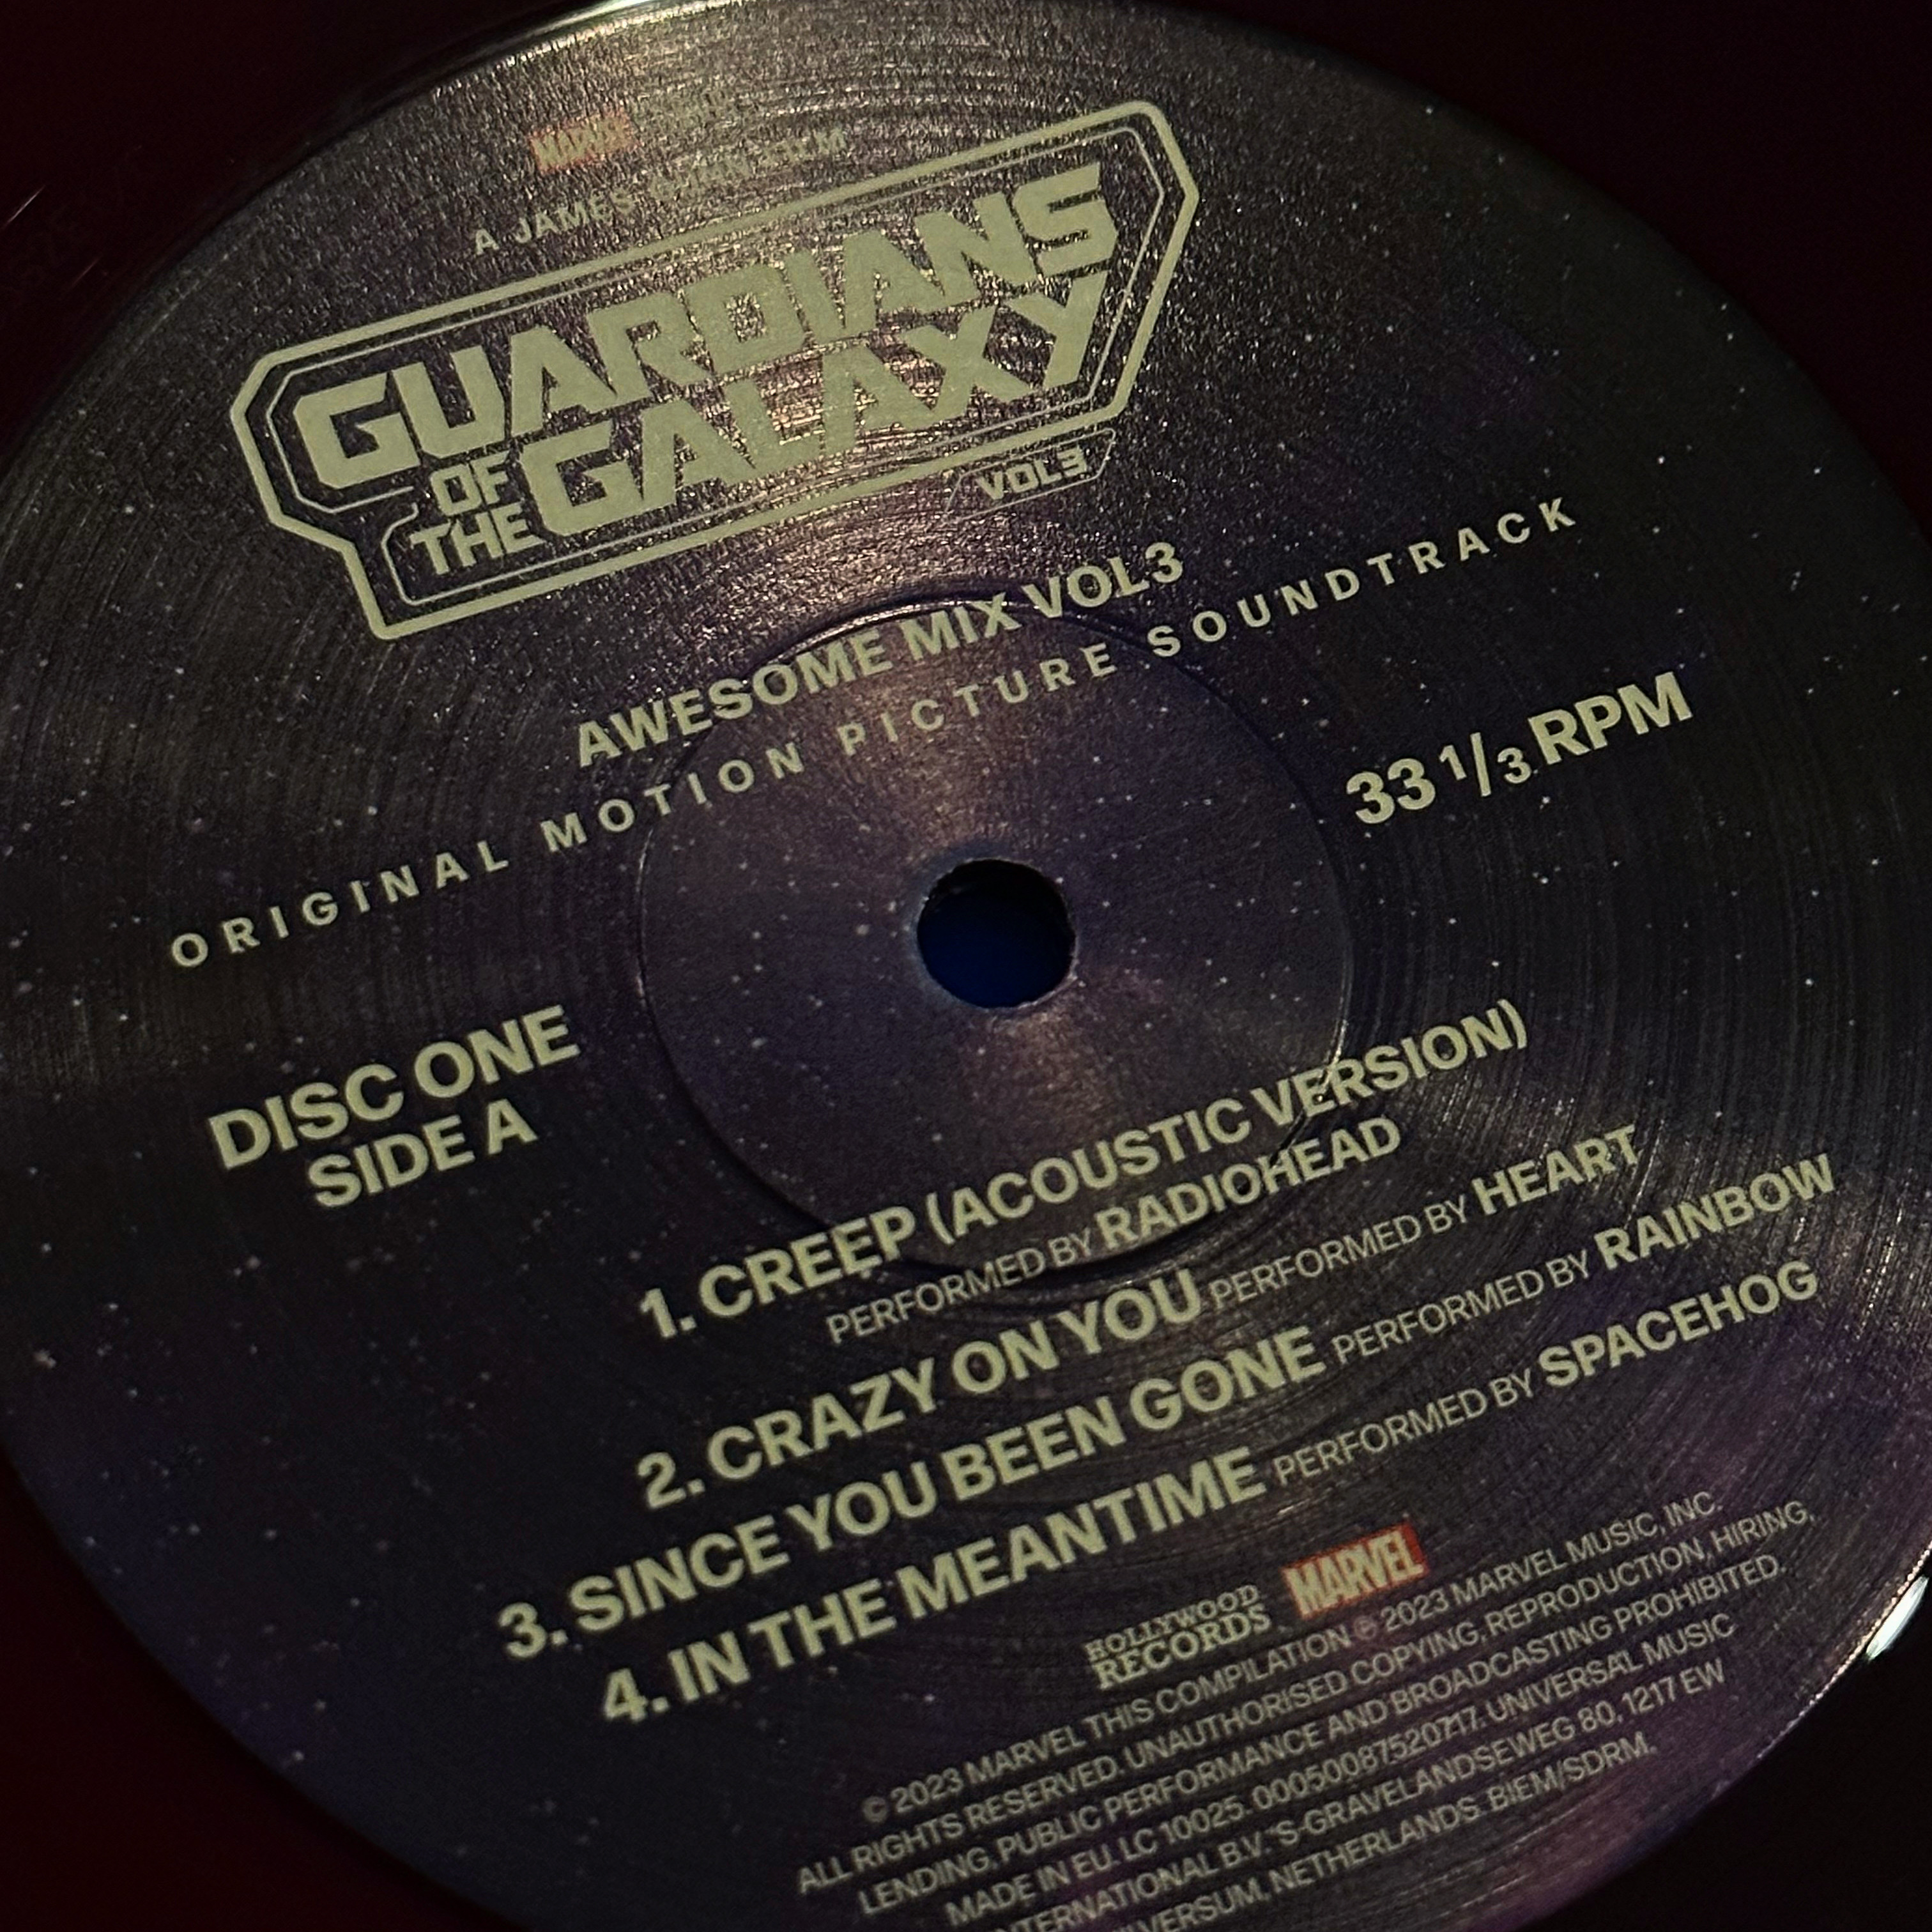 MARVEL
A JAMES GUNN FILM
GUARDIANS
OF
THE GALAXY
VOL3
AWESOME MIX VOL3
ORIGINAL MOTION PICTURE SOUNDTRACK
33 1/3 RPM
DISC ONE
SIDE A
1. CREEP (ACOUSTIC VERSION)
PERFORMED BY RADIOHEAD
2. CRAZY ON YOU PERFORMED BY HEART
3. SINCE YOU BEEN GONE PERFORMED BY RAINBOW
4. IN THE MEANTIME PERFORMED BY SPACEHOG
HOLLYWOOD
RECORDS
MARVEL
© 2023 MARVEL THIS COMPILATION ℗ 2023 MARVEL MUSIC, INC.
ALL RIGHTS RESERVED. UNAUTHORISED COPYING, REPRODUCTION, HIRING,
LENDING, PUBLIC PERFORMANCE AND BROADCASTING PROHIBITED.
MADE IN EU. LC 10025. 00050087520717. UNIVERSAL MUSIC
INTERNATIONAL B.V. 'S-GRAVELANDSEWEG 80, 1217 EW
NETHERLANDS. BIEM/SDRM.